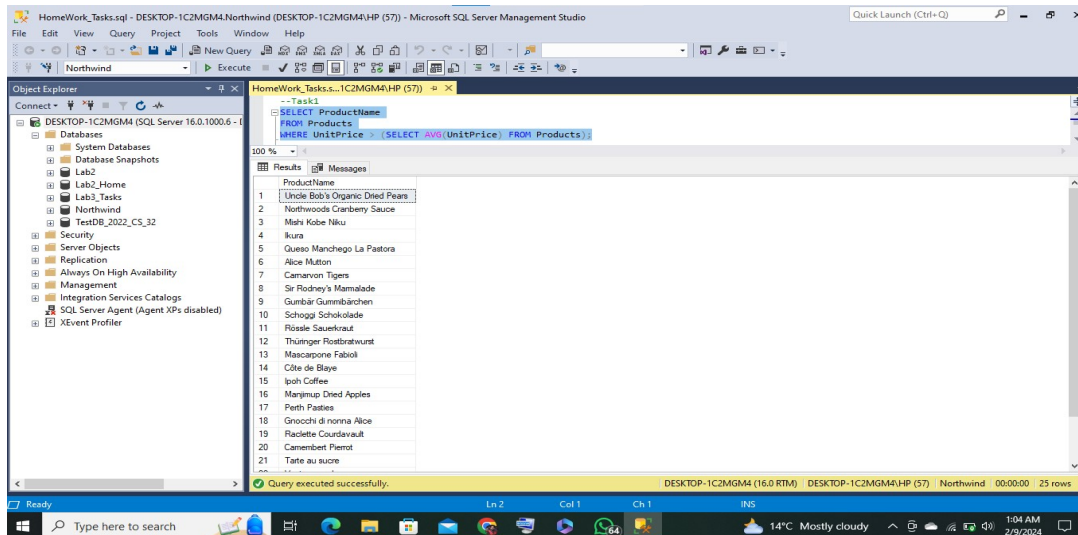 HomeWork_Tasks.sql - DESKTOP-1C2MGM4.Northwind (DESKTOP-1C2MGM4\HP (57)) - Microsoft SQL Server Management Studio
Quick Launch (Ctrl+Q)
File Edit View Query Project Tools Window Help
New Query
Northwind
Execute
Object Explorer
Connect
DESKTOP-1C2MGM4 (SQL Server 16.0.1000.6 -
Databases
System Databases
Database Snapshots
Lab2
Lab2_Home
Lab3_Tasks
Northwind
TestDB_2022_CS_32
Security
Server Objects
Replication
Always On High Availability
Management
Integration Services Catalogs
SQL Server Agent (Agent XPs disabled)
XEvent Profiler
HomeWork_Tasks.s...1C2MGM4\HP (57))
--Task1
SELECT ProductName
FROM Products
WHERE UnitPrice > (SELECT AVG(UnitPrice) FROM Products);
100 %
Results Messages
ProductName
1 Uncle Bob's Organic Dried Pears
2 Northwoods Cranberry Sauce
3 Mishi Kobe Niku
4 Ikura
5 Queso Manchego La Pastora
6 Alice Mutton
7 Carnarvon Tigers
8 Sir Rodney's Marmalade
9 Gumbär Gummibärchen
10 Schoggi Schokolade
11 Rössle Sauerkraut
12 Thüringer Rostbratwurst
13 Mascarpone Fabioli
14 Côte de Blaye
15 Ipoh Coffee
16 Manjimup Dried Apples
17 Perth Pasties
18 Gnocchi di nonna Alice
19 Raclette Courdavault
20 Camembert Pierrot
21 Tarte au sucre
Query executed successfully.
DESKTOP-1C2MGM4 (16.0 RTM) DESKTOP-1C2MGM4\HP (57) Northwind 00:00:00 25 rows
Ready Ln 2 Col 1 Ch 1 INS
Type here to search
64
14°C Mostly cloudy
1:04 AM
2/9/2024